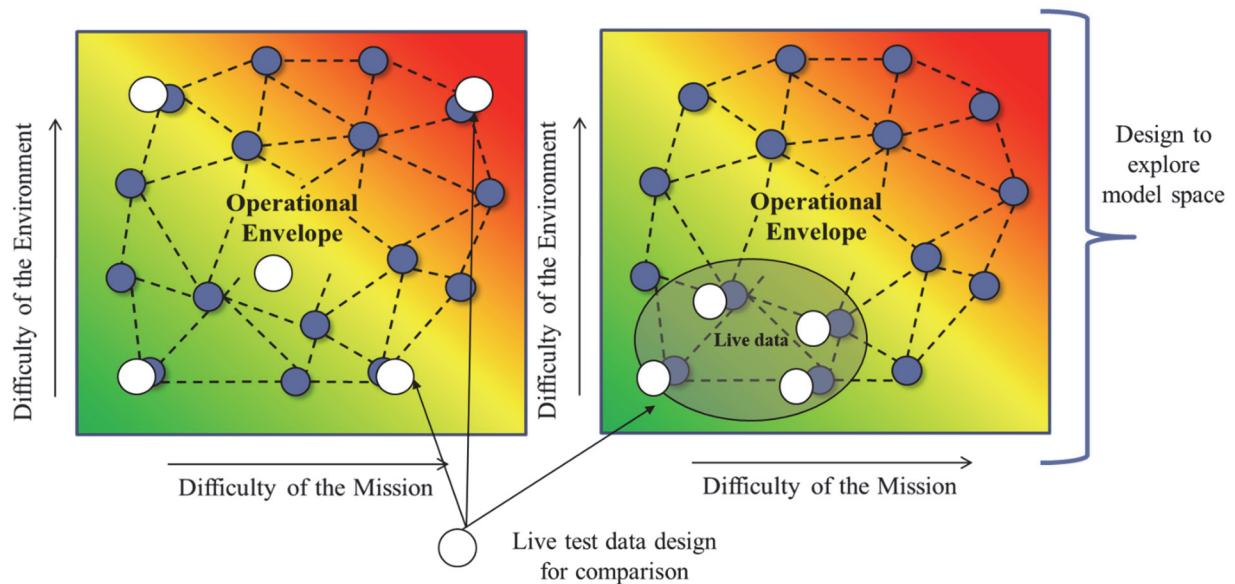 Difficulty of the Environment
Operational
Envelope
Difficulty of the Mission
Difficulty of the Environment
Operational
Envelope
Live data
Difficulty of the Mission
Design to
explore
model space
Live test data design
for comparison